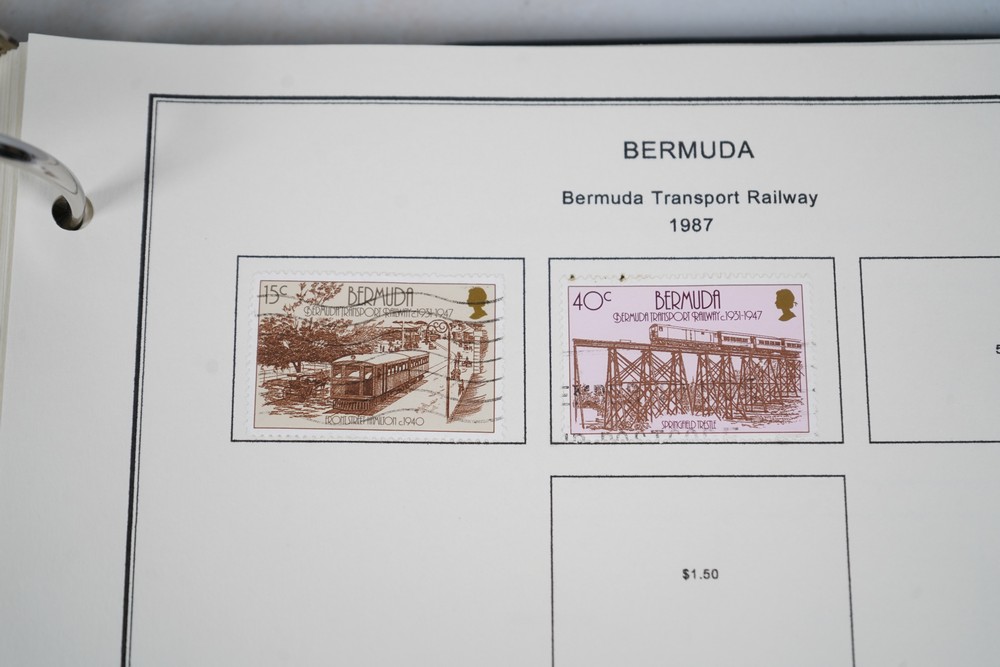 BERMUDA
Bermuda Transport Railway
1987
15c
BERMUDA
BERMUDA TRANSPORT RAILWAY c.1931-1947
FRONT STREET HAMILTON c.1940
40c
BERMUDA
BERMUDA TRANSPORT RAILWAY c.1931-1947
SPRINGFIELD TRESTLE
$1.50